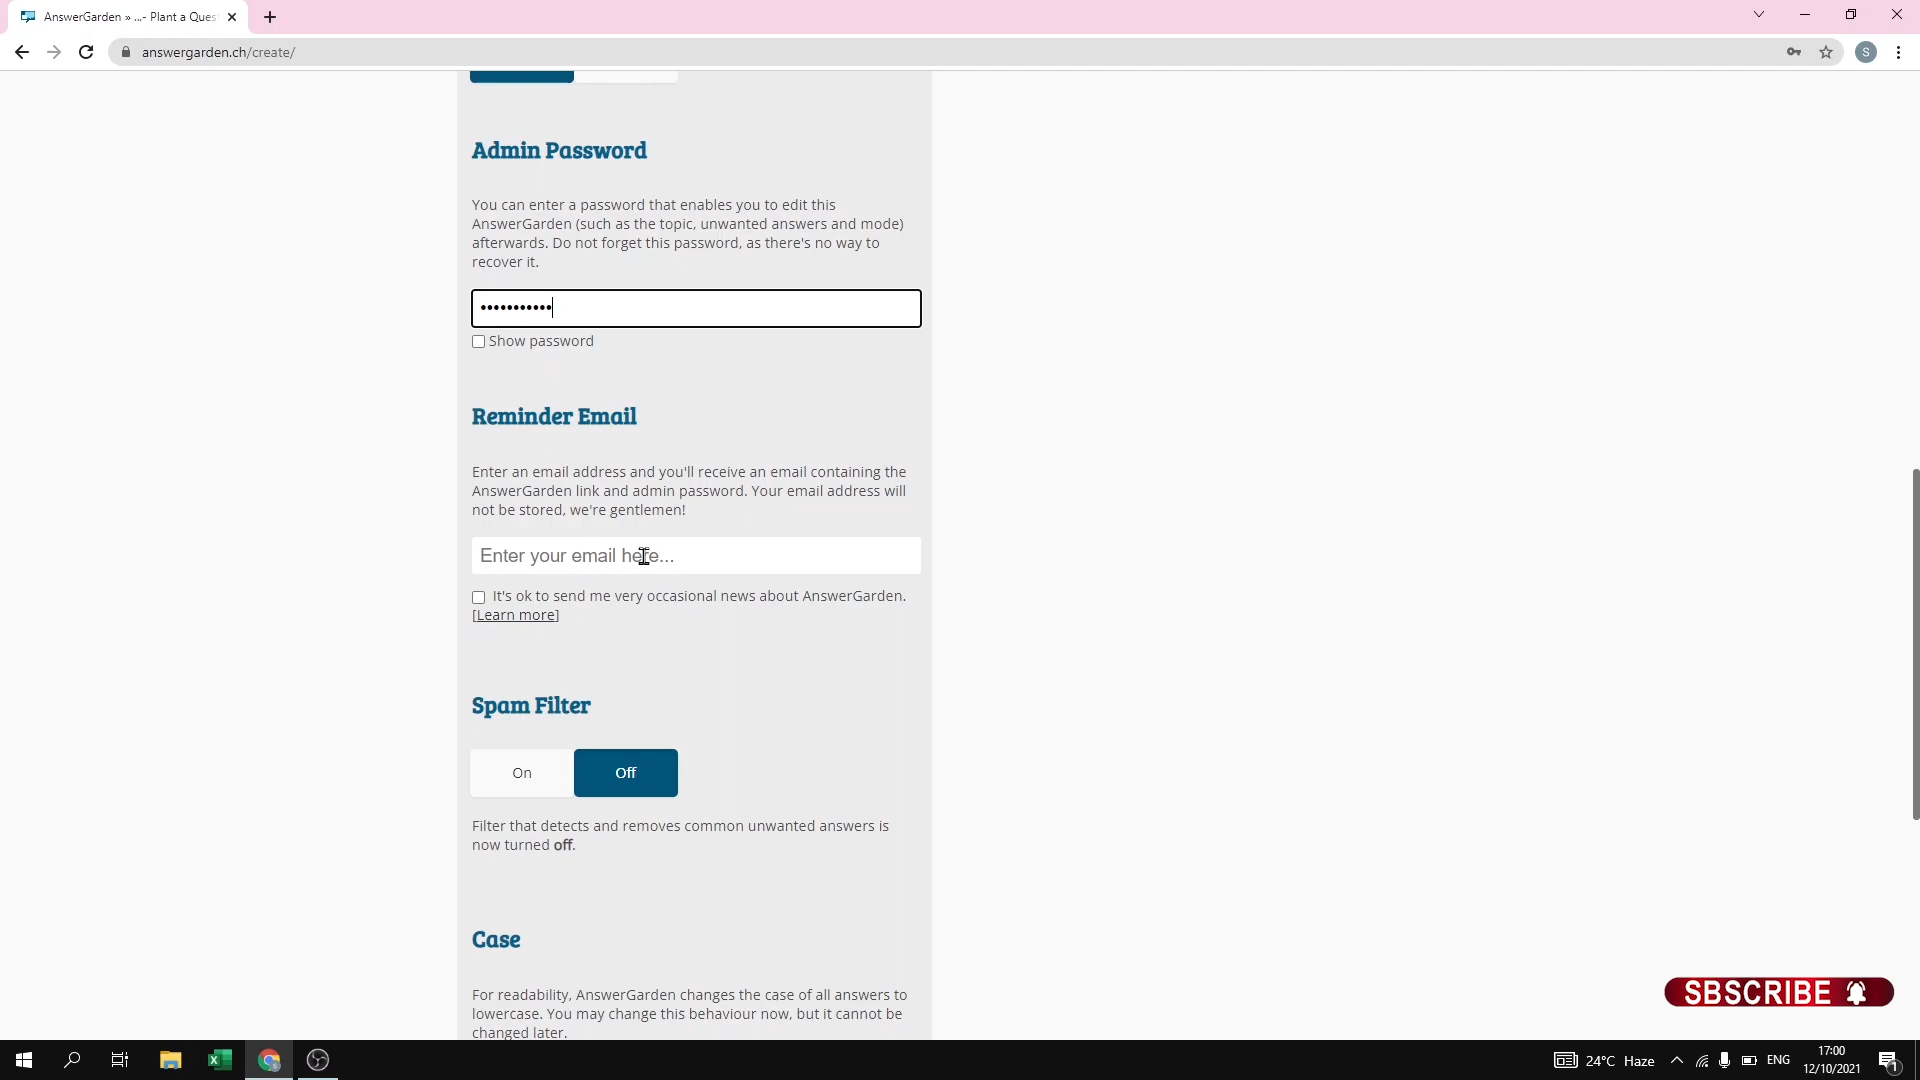 AnswerGarden » ...- Plant a Ques
answergarden.ch/create/
S
Admin Password
You can enter a password that enables you to edit this
AnswerGarden (such as the topic, unwanted answers and mode)
afterwards. Do not forget this password, as there's no way to
recover it.
•••••••••••
Show password
Reminder Email
Enter an email address and you'll receive an email containing the
AnswerGarden link and admin password. Your email address will
not be stored, we're gentlemen!
Enter your email here...
It's ok to send me very occasional news about AnswerGarden.
[Learn more]
Spam Filter
On Off
Filter that detects and removes common unwanted answers is
now turned off.
Case
For readability, AnswerGarden changes the case of all answers to
lowercase. You may change this behaviour now, but it cannot be
changed later.
SBSCRIBE
24°C Haze ENG
17:00
12/10/2021
1